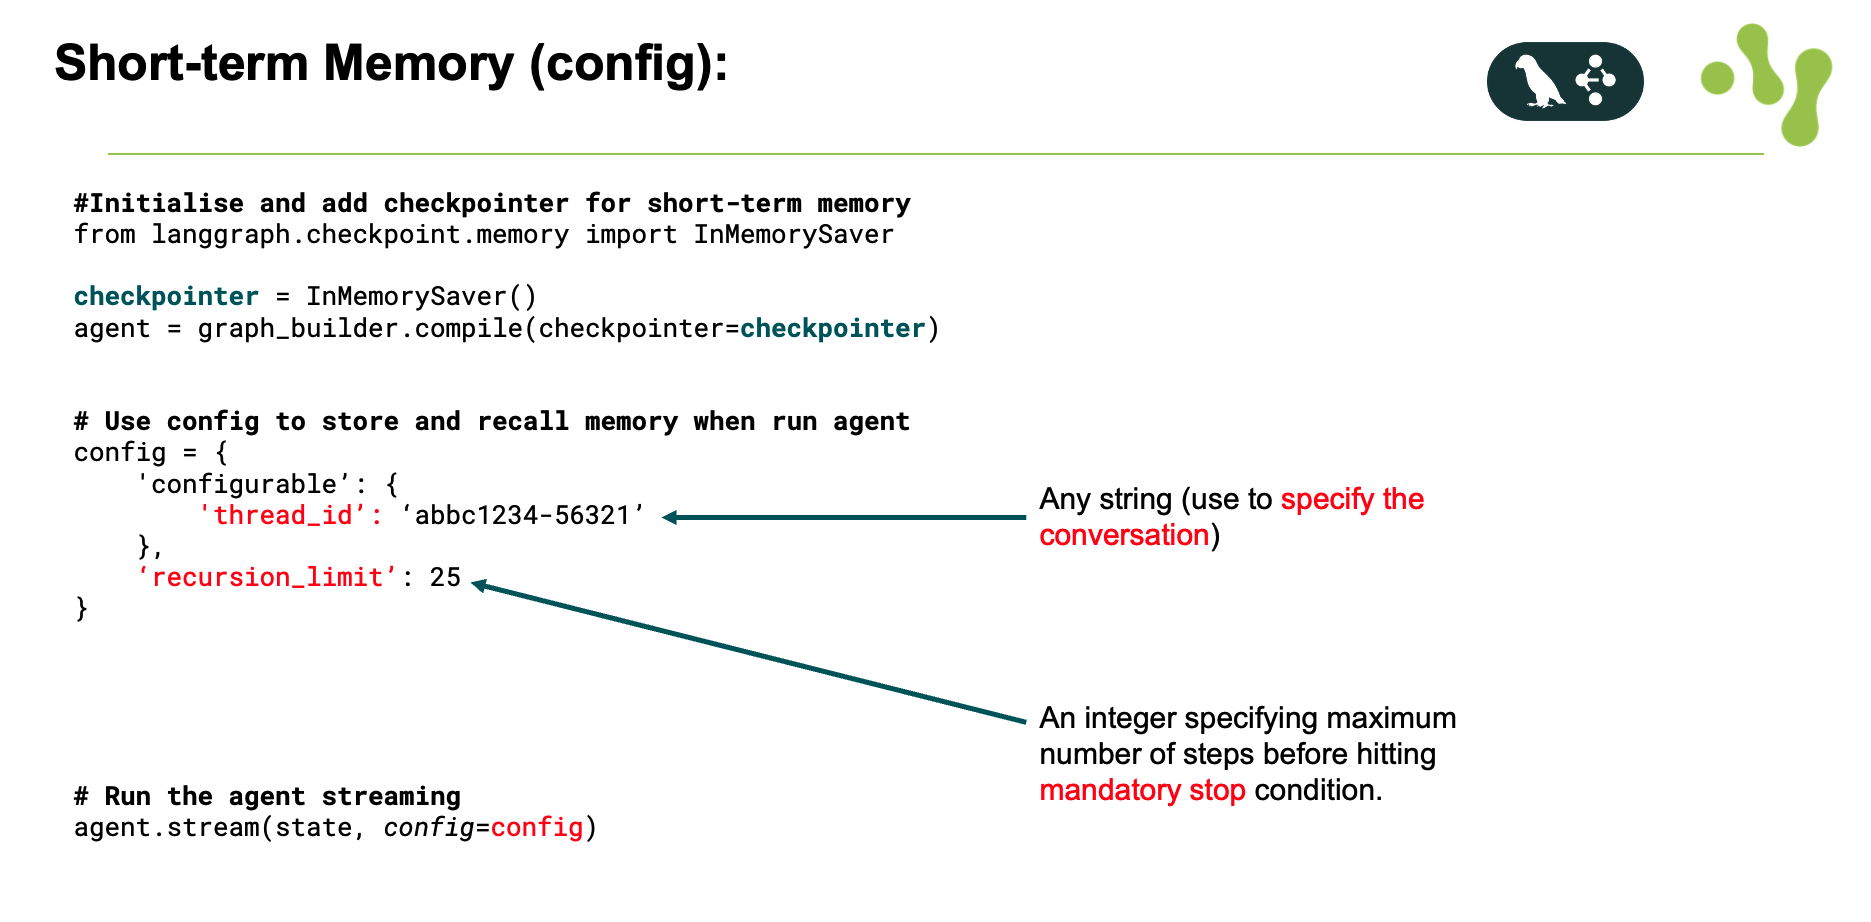 Short-term Memory (config):
#Initialise and add checkpointer for short-term memory
from langgraph.checkpoint.memory import InMemorySaver
checkpointer = InMemorySaver()
agent = graph_builder.compile(checkpointer=checkpointer)
# Use config to store and recall memory when run agent
config = {
    'configurable’: {
        'thread_id’: ‘abbc1234-56321’
    },
    ‘recursion_limit’: 25
}
Any string (use to specify the
conversation)
An integer specifying maximum
number of steps before hitting
mandatory stop condition.
# Run the agent streaming
agent.stream(state, config=config)